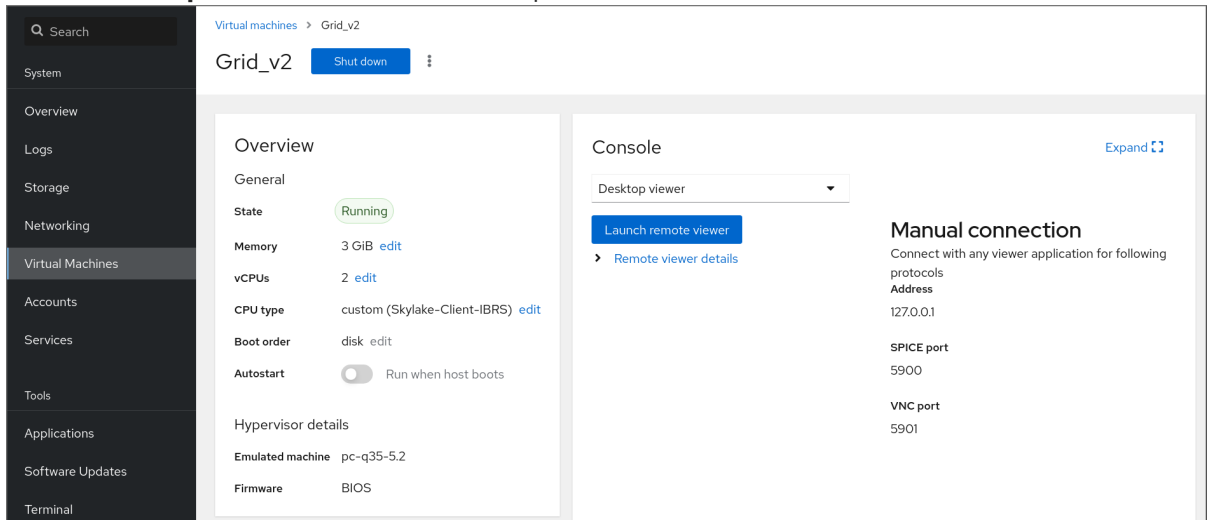 Search
System
Overview
Logs
Storage
Networking
Virtual Machines
Accounts
Services
Tools
Applications
Software Updates
Terminal
Virtual machines > Grid_v2
Grid_v2 Shut down
Overview
General
State Running
Memory 3 GiB edit
vCPUs 2 edit
CPU type custom (Skylake-Client-IBRS) edit
Boot order disk edit
Autostart Run when host boots
Hypervisor details
Emulated machine pc-q35-5.2
Firmware BIOS
Console Expand
Desktop viewer
Launch remote viewer
Remote viewer details
Manual connection
Connect with any viewer application for following
protocols
Address
127.0.0.1
SPICE port
5900
VNC port
5901